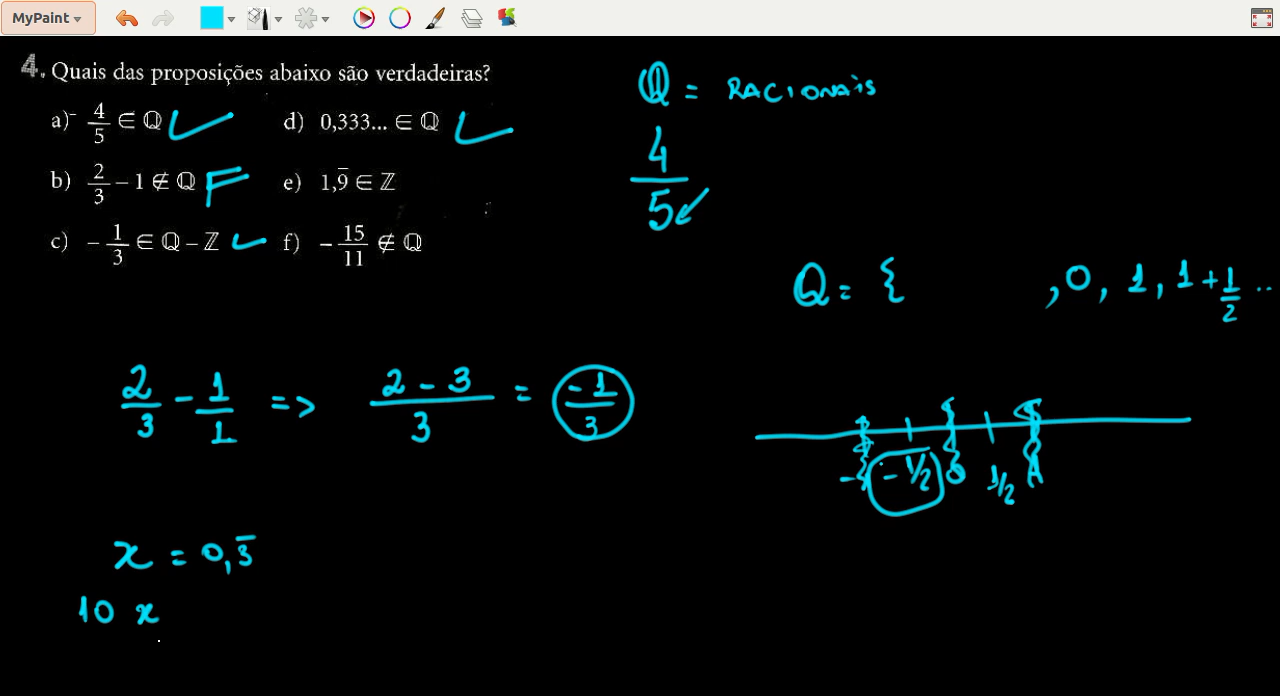 MyPaint
4. Quais das proposições abaixo são verdadeiras?
a) 4/5 ∈ ℚ
d) 0,333... ∈ ℚ
b) 2/3 – 1 ∉ ℚ F
e) 1,9̅ ∈ ℤ
c) – 1/3 ∈ ℚ – ℤ
f) – 15/11 ∉ ℚ
ℚ = RACIONAIS
4/5
Q = { , 0, 1, 1 + 1/2 ...
2/3 - 1/1 => 2 - 3/3 = -1/3
- 1/2 0 1/2
x = 0,3̅
10 x